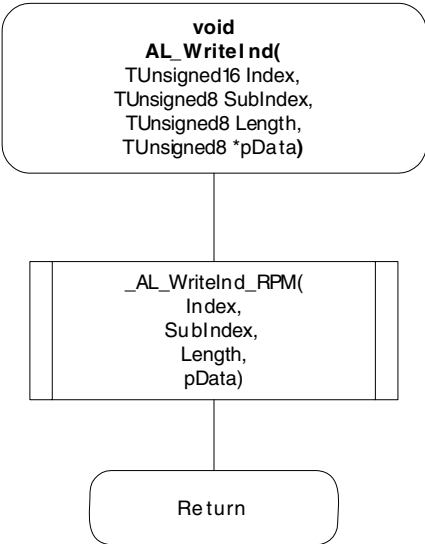 void
AL_WriteInd(
TUnsigned16 Index,
TUnsigned8 SubIndex,
TUnsigned8 Length,
TUnsigned8 *pData)
_AL_WriteInd_RPM(
Index,
SubIndex,
Length,
pData)
Return